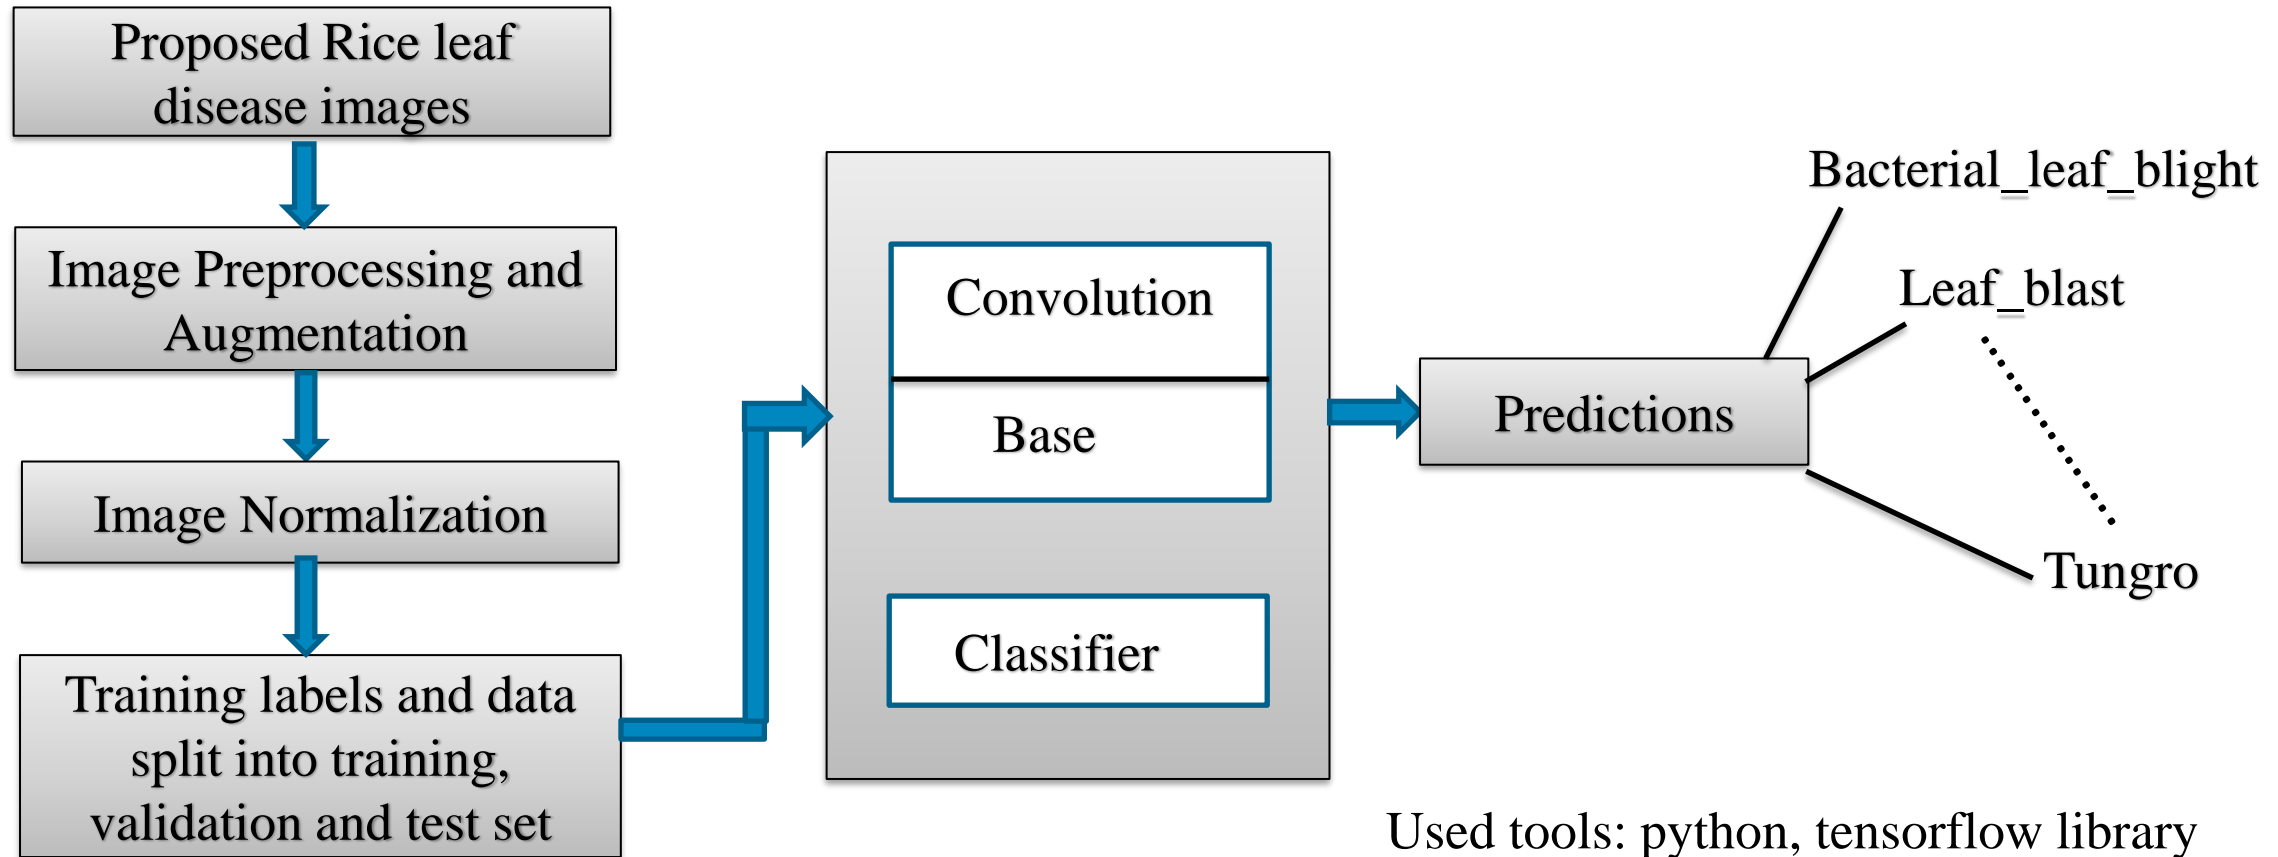 Proposed Rice leaf
disease images
Image Preprocessing and
Augmentation
Image Normalization
Training labels and data
split into training,
validation and test set
Convolution
Base
Classifier
Predictions
Bacterial_leaf_blight
Leaf_blast
Tungro
Used tools: python, tensorflow library